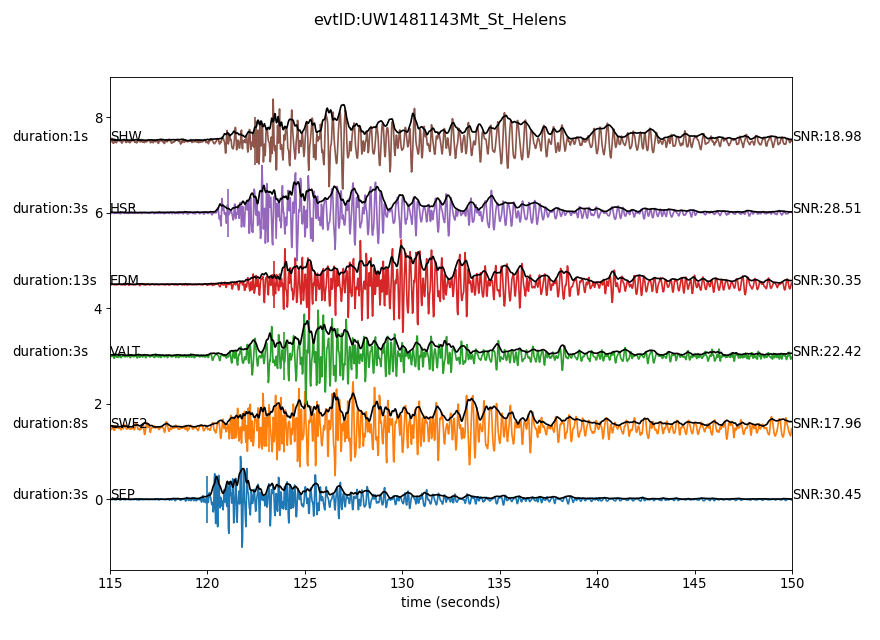 evtID:UW1481143Mt_St_Helens
8
duration:1s SHW SNR:18.98
duration:3s HSR SNR:28.51
6
duration:13s EDM SNR:30.35
4
duration:3s VALT SNR:22.42
2
duration:8s SWF2 SNR:17.96
duration:3s SEP SNR:30.45
0
115 120 125 130 135 140 145 150
time (seconds)